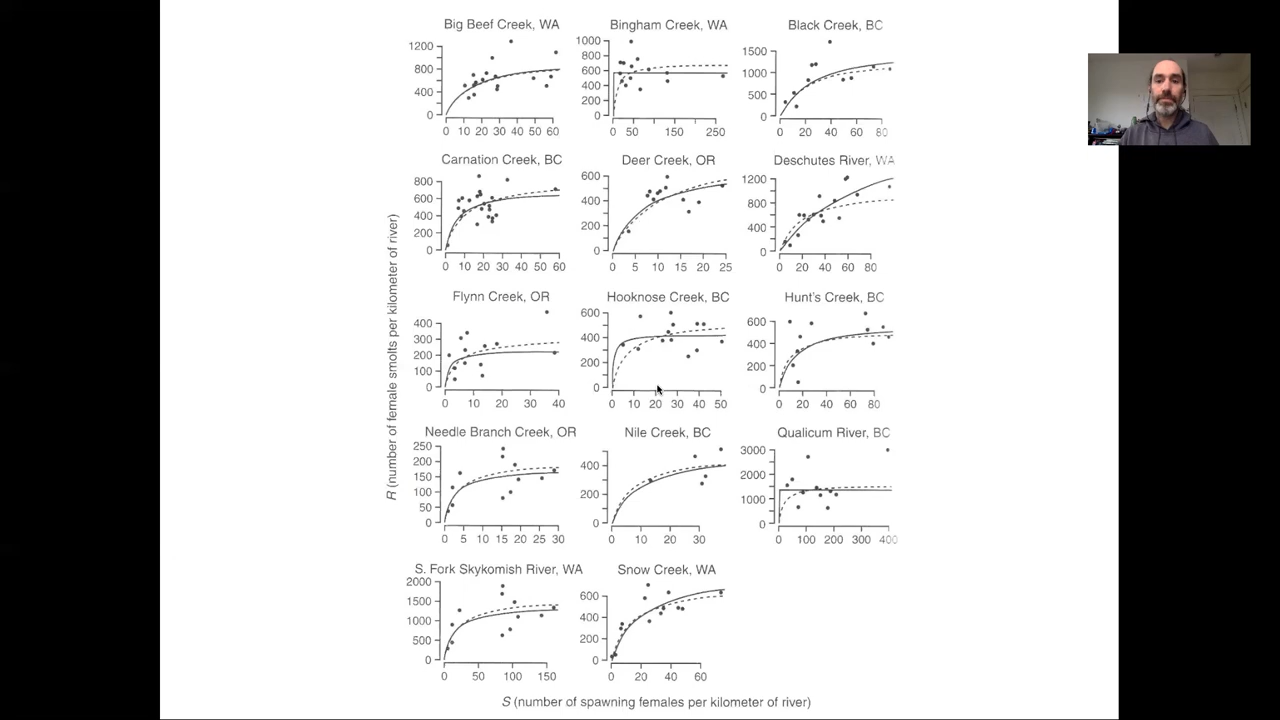 Big Beef Creek, WA
Bingham Creek, WA
Black Creek, BC
1200
800
400
0
0 10 20 30 40 50 60
1000
800
600
400
200
0
0 50 150 250
1500
1000
500
0
0 20 40 60 80
Carnation Creek, BC
Deer Creek, OR
Deschutes River, WA
800
600
400
200
0
0 10 20 30 40 50 60
600
400
200
0
0 5 10 15 20 25
1200
800
400
0
0 20 40 60 80
Flynn Creek, OR
Hooknose Creek, BC
Hunt's Creek, BC
400
300
200
100
0
0 10 20 30 40
600
400
200
0
0 10 20 30 40 50
600
400
200
0
0 20 40 60 80
Needle Branch Creek, OR
Nile Creek, BC
Qualicum River, BC
250
200
150
100
50
0
0 5 10 15 20 25 30
400
200
0
0 10 20 30
3000
2000
1000
0
0 100 200 300 400
S. Fork Skykomish River, WA
Snow Creek, WA
2000
1500
1000
500
0
0 50 100 150
600
400
200
0
0 20 40 60
R (number of female smolts per kilometer of river)
S (number of spawning females per kilometer of river)